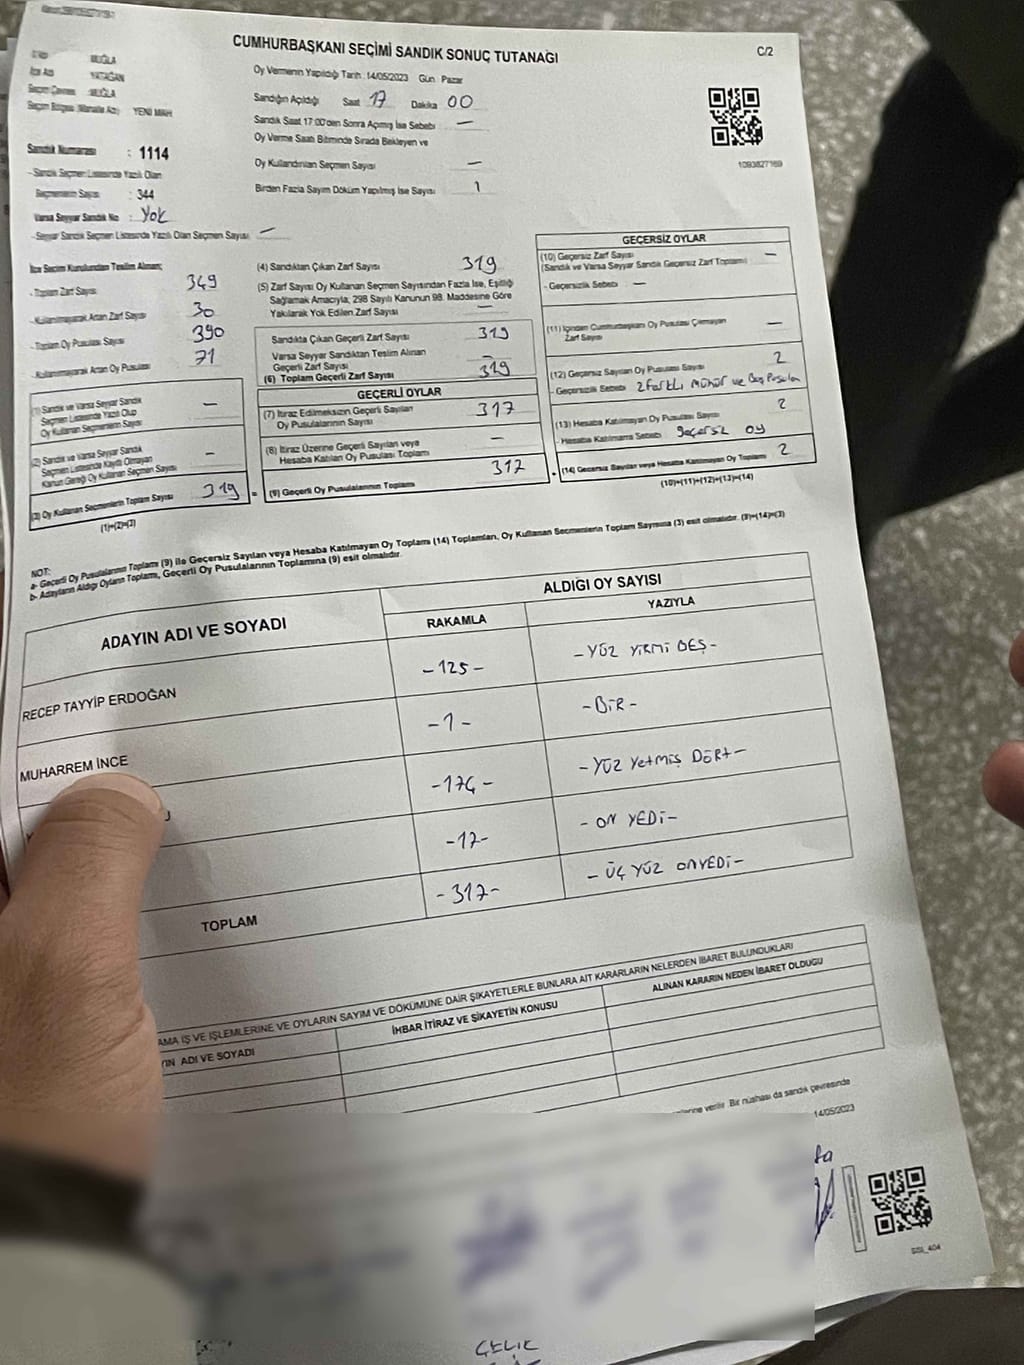 CUMHURBAŞKANI SEÇİMİ SANDIK SONUÇ TUTANAĞI
C/2
İl Adı MUĞLA
İlçe Adı YATAĞAN
Seçim Çevresi MUĞLA
Seçim Bölgesi (Mahalle Adı) YENİ MAH
Sandık Numarası : 1114
- Sandık Seçmen Listesinde Yazılı Olan
Seçmenlerin Sayısı : 344
Varsa Seyyar Sandık No : Yok
- Seyyar Sandık Seçmen Listesinde Yazılı Olan Seçmen Sayısı: —
Oy Vermenin Yapıldığı Tarih : 14/05/2023 Gün Pazar
Sandığın Açıldığı Saat 17 Dakika 00
Sandık Saat 17:00'den Sonra Açılmış İse Sebebi —
Oy Verme Saati Bitiminde Sırada Bekleyen ve
Oy Kullandırılan Seçmen Sayısı —
Birden Fazla Sayım Döküm Yapılmış İse Sayısı 1
1093827169
İlçe Seçim Kurulundan Teslim Alınan;
- Toplam Zarf Sayısı 349
- Kullanılmayarak Artan Zarf Sayısı 30
- Toplam Oy Pusulası Sayısı 390
- Kullanılmayarak Artan Oy Pusulası 71
(1) Sandık ve Varsa Seyyar Sandık
Seçmen Listesinde Yazılı Olup
Oy Kullanan Seçmenlerin Sayısı —
(2) Sandık ve Varsa Seyyar Sandık
Seçmen Listesinde Kayıtlı Olmayan
Kanun Gereği Oy Kullanan Seçmen Sayısı —
(3) Oy Kullanan Seçmenlerin Toplam Sayısı 319 =
(1)+(2)=(3)
(4) Sandıktan Çıkan Zarf Sayısı 319
(5) Zarf Sayısı Oy Kullanan Seçmen Sayısından Fazla İse, Eşitliği
Sağlamak Amacıyla, 298 Sayılı Kanunun 98. Maddesine Göre
Yakılarak Yok Edilen Zarf Sayısı —
Sandıkta Çıkan Geçerli Zarf Sayısı 319
Varsa Seyyar Sandıktan Teslim Alınan
Geçerli Zarf Sayısı —
(6) Toplam Geçerli Zarf Sayısı 319
GEÇERLİ OYLAR
(7) İtiraz Edilmeksizin Geçerli Sayılan
Oy Pusulalarının Sayısı 317
(8) İtiraz Üzerine Geçerli Sayılan veya
Hesaba Katılan Oy Pusulası Toplamı —
(9) Geçerli Oy Pusulalarının Toplamı 317
GEÇERSİZ OYLAR
(10) Geçersiz Zarf Sayısı —
(Sandık ve Varsa Seyyar Sandık Geçersiz Zarf Toplamı)
- Geçersizlik Sebebi —
(11) İçinden Cumhurbaşkanı Oy Pusulası Çıkmayan
Zarf Sayısı —
(12) Geçersiz Sayılan Oy Pusulası Sayısı 2
- Geçersizlik Sebebi 2 farklı mühür ve Boş Pusula
(13) Hesaba Katılmayan Oy Pusulası Sayısı 2
- Hesaba Katılmama Sebebi geçersiz oy
(14) Geçersiz Sayılan veya Hesaba Katılmayan Oy Toplamı 2
(10)+(11)+(12)+(13)=(14)
NOT:
a- Geçerli Oy Pusulalarının Toplamı (9) ile Geçersiz Sayılan veya Hesaba Katılmayan Oy Toplamı (14) Toplamları, Oy Kullanan Seçmenlerin Toplam Sayısına (3) eşit olmalıdır. (9)+(14)=(3)
b- Adayların Aldığı Oyların Toplamı, Geçerli Oy Pusulalarının Toplamına (9) eşit olmalıdır.
ADAYIN ADI VE SOYADI
ALDIĞI OY SAYISI
RAKAMLA YAZIYLA
RECEP TAYYİP ERDOĞAN -125- -YÜZ YİRMİ BEŞ-
MUHARREM İNCE -1- -BİR-
-174- -YÜZ YETMİŞ DÖRT-
-17- -ON YEDİ-
TOPLAM -317- -ÜÇ YÜZ ONYEDİ-
AMA İŞ VE İŞLEMLERİNE VE OYLARIN SAYIM VE DÖKÜMÜNE DAİR ŞİKAYETLERLE BUNLARA AİT KARARLARIN NELERDEN İBARET BULUNDUKLARI
ADI VE SOYADI İHBAR İTİRAZ VE ŞİKAYETİN KONUSU ALINAN KARARIN NEDEN İBARET OLDUĞU
verilir. Bir nüshası da sandık çevresinde
14/05/2023
ÇELİK